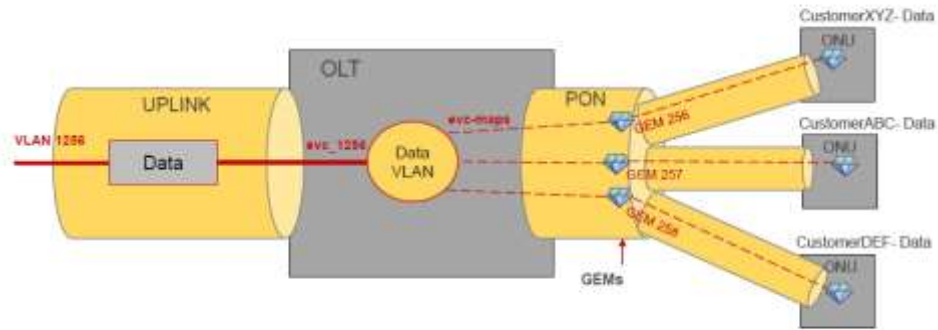 CustomerXYZ- Data
ONU
OLT
UPLINK
PON
evc-maps
GEM 256
VLAN 1256
evc_1256
Data
Data
VLAN
CustomerABC- Data
ONU
GEM 257
GEM 258
CustomerDEF- Data
ONU
GEMs